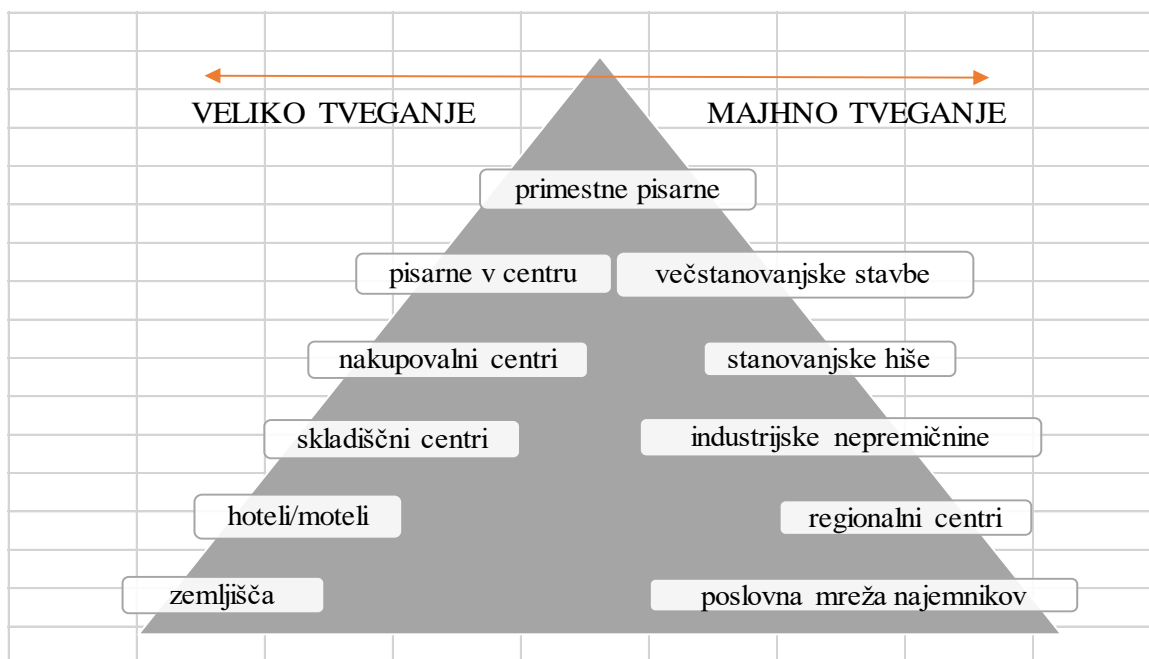 VELIKO TVEGANJE
MAJHNO TVEGANJE
primestne pisarne
pisarne v centru
večstanovanjske stavbe
nakupovalni centri
stanovanjske hiše
skladiščni centri
industrijske nepremičnine
hoteli/moteli
regionalni centri
zemljišča
poslovna mreža najemnikov